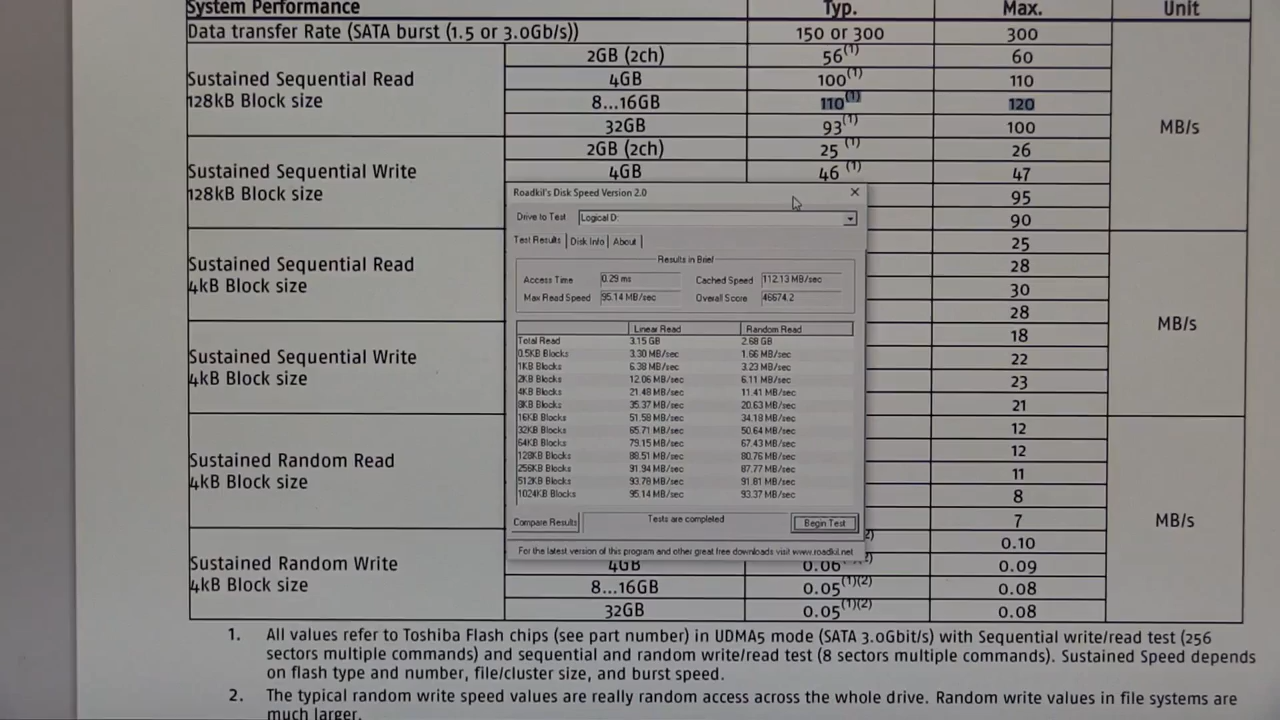 System Performance Typ. Max. Unit
Data transfer Rate (SATA burst (1.5 or 3.0Gb/s)) 150 or 300 300
Sustained Sequential Read
128kB Block size
2GB (2ch) 56(1) 60
4GB 100(1) 110
8...16GB 110(1) 120
32GB 93(1) 100
MB/s
Sustained Sequential Write
128kB Block size
2GB (2ch) 25 (1) 26
4GB 46 (1) 47
95
90
Sustained Sequential Read
4kB Block size
25
28
30
28
MB/s
Sustained Sequential Write
4kB Block size
18
22
23
21
Sustained Random Read
4kB Block size
12
12
11
8
7
MB/s
Sustained Random Write
4kB Block size
2) 0.10
4GB 0.06 2) 0.09
8...16GB 0.05(1)(2) 0.08
32GB 0.05(1)(2) 0.08
Roadkil's Disk Speed Version 2.0
Drive to Test Logical D:
Test Results Disk Info About
Results in Brief
Access Time 0.29 ms Cached Speed 112.13 MB/sec
Max Read Speed 95.14 MB/sec Overall Score 46674.2
Linear Read Random Read
Total Read 3.15 GB 2.68 GB
0.5KB Blocks 3.30 MB/sec 1.66 MB/sec
1KB Blocks 6.38 MB/sec 3.23 MB/sec
2KB Blocks 12.06 MB/sec 6.11 MB/sec
4KB Blocks 21.48 MB/sec 11.41 MB/sec
8KB Blocks 35.37 MB/sec 20.63 MB/sec
16KB Blocks 51.58 MB/sec 34.18 MB/sec
32KB Blocks 65.71 MB/sec 50.64 MB/sec
64KB Blocks 79.15 MB/sec 67.43 MB/sec
128KB Blocks 88.51 MB/sec 80.76 MB/sec
256KB Blocks 91.94 MB/sec 87.77 MB/sec
512KB Blocks 93.78 MB/sec 91.81 MB/sec
1024KB Blocks 95.14 MB/sec 93.37 MB/sec
Compare Results Tests are completed Begin Test
For the latest version of this program and other great free downloads visit www.roadkil.net
1. All values refer to Toshiba Flash chips (see part number) in UDMA5 mode (SATA 3.0Gbit/s) with Sequential write/read test (256
sectors multiple commands) and sequential and random write/read test (8 sectors multiple commands). Sustained Speed depends
on flash type and number, file/cluster size, and burst speed.
2. The typical random write speed values are really random access across the whole drive. Random write values in file systems are
much larger.